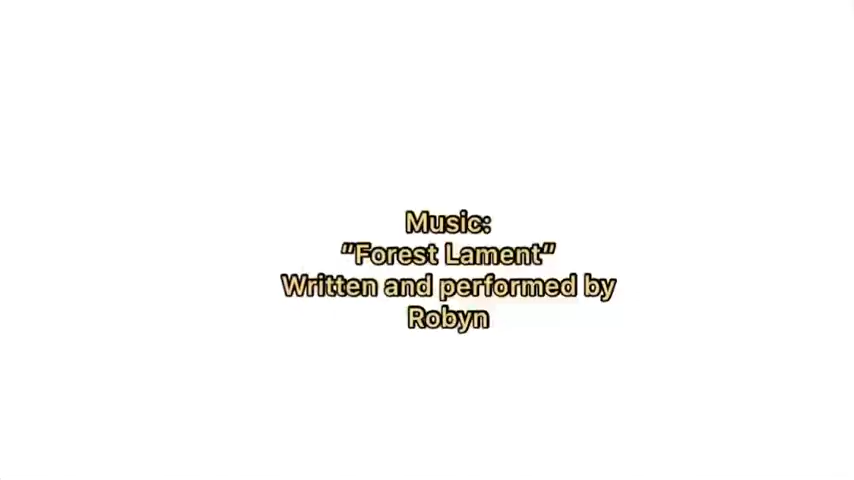 Music:
"Forest Lament"
Written and performed by
Robyn